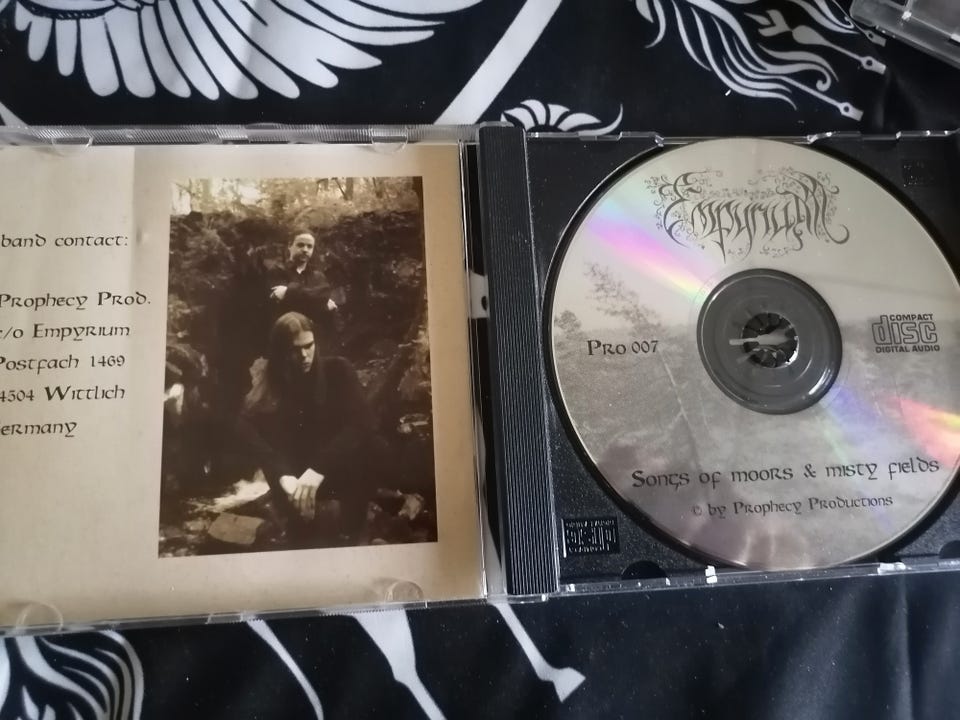 band contact:
Prophecy Prod.
c/o Empyrium
Postfach 1469
4504 Wittlich
ermany
Empyrium
Pro 007
COMPACT
disc
DIGITAL AUDIO
Songs of moors & misty fields
© by Prophecy Productions